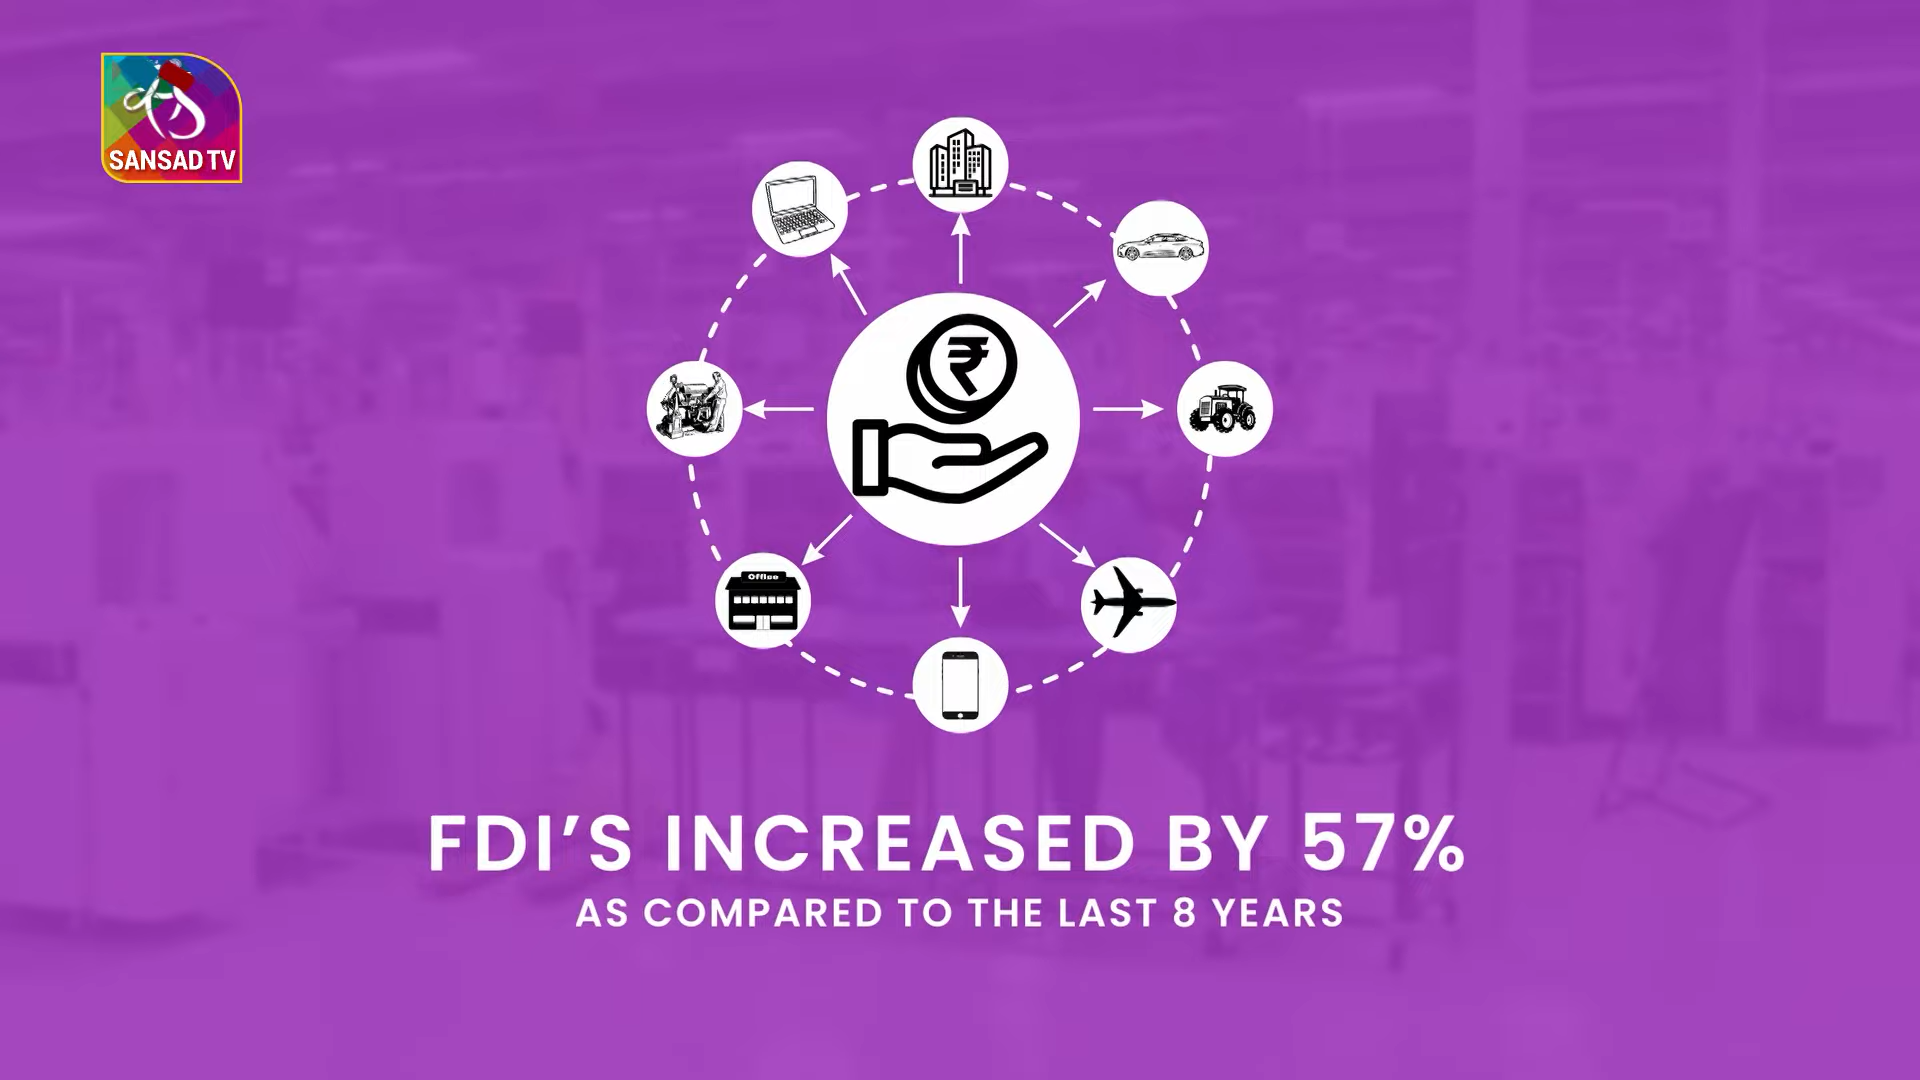 SANSAD TV
₹
Office
FDI’S INCREASED BY 57%
AS COMPARED TO THE LAST 8 YEARS